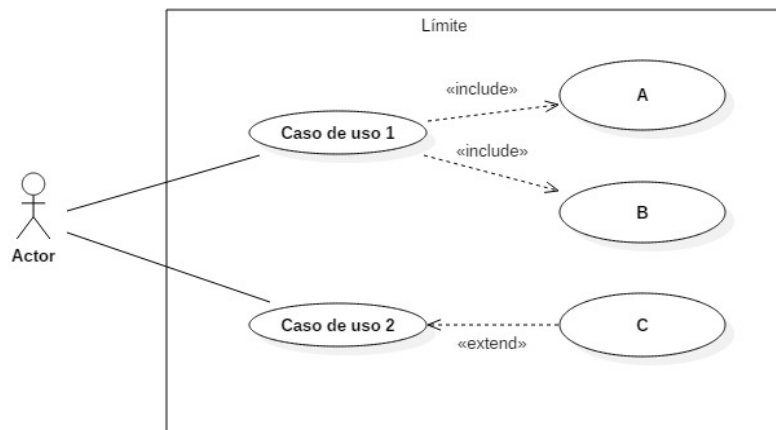 Límite
«include»
A
Caso de uso 1
«include»
B
Actor
Caso de uso 2
C
«extend»